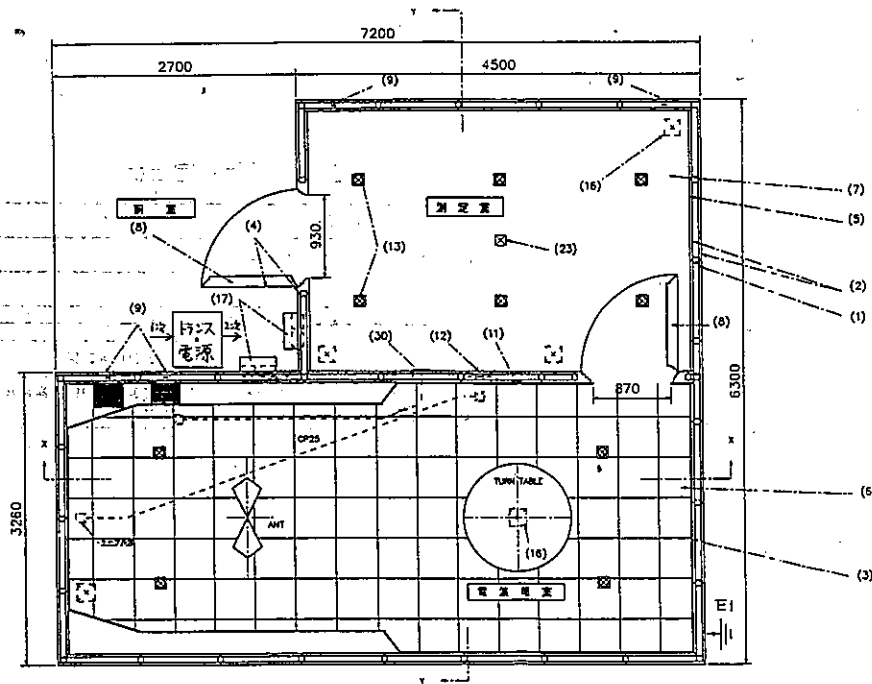 Y
7200
2700
4500
(9)
(9)
(16)
(7)
(5)
前室
測定室
(8)
(4)
930
(13)
(23)
(2)
(1)
(17)
(9)
トランス
電源
(8)
(30)
(12)
(11)
870
6300
X
CP25
X
3260
TURN TABLE
(6
ANT
(16)
(3)
電波暗室
Y